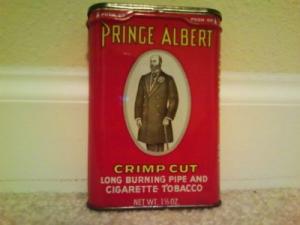 PRINCE ALBERT
CRIMP CUT
LONG BURNING PIPE AND
CIGARETTE TOBACCO
NET WT. 1½ OZ.